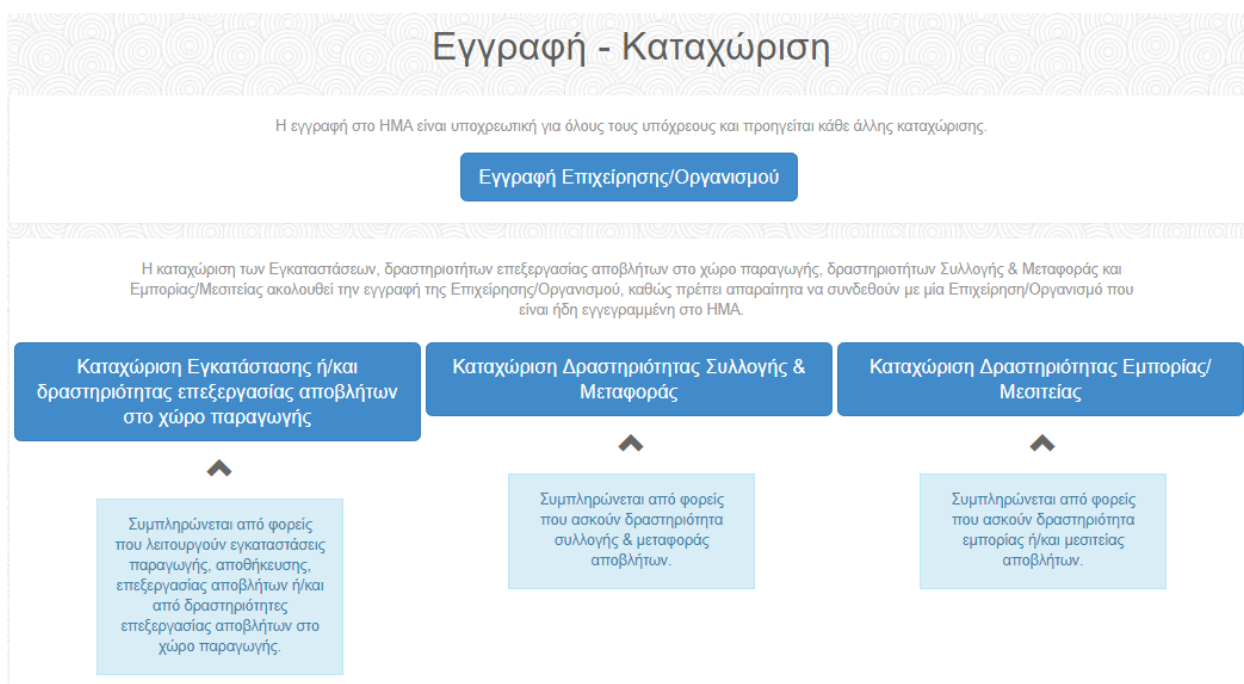 Εγγραφή - Καταχώριση
Η εγγραφή στο ΗΜΑ είναι υποχρεωτική για όλους τους υπόχρεους και προηγείται κάθε άλλης καταχώρισης.
Εγγραφή Επιχείρησης/Οργανισμού
Η καταχώριση των Εγκαταστάσεων, δραστηριοτήτων επεξεργασίας αποβλήτων στο χώρο παραγωγής, δραστηριοτήτων Συλλογής & Μεταφοράς και
Εμπορίας/Μεσιτείας ακολουθεί την εγγραφή της Επιχείρησης/Οργανισμού, καθώς πρέπει απαραίτητα να συνδεθούν με μία Επιχείρηση/Οργανισμό που
είναι ήδη εγγεγραμμένη στο ΗΜΑ.
Καταχώριση Εγκατάστασης ή/και
δραστηριότητας επεξεργασίας αποβλήτων
στο χώρο παραγωγής
Συμπληρώνεται από φορείς
που λειτουργούν εγκαταστάσεις
παραγωγής, αποθήκευσης,
επεξεργασίας αποβλήτων ή/και
από δραστηριότητες
επεξεργασίας αποβλήτων στο
χώρο παραγωγής.
Καταχώριση Δραστηριότητας Συλλογής &
Μεταφοράς
Συμπληρώνεται από φορείς
που ασκούν δραστηριότητα
συλλογής & μεταφοράς
αποβλήτων.
Καταχώριση Δραστηριότητας Εμπορίας/
Μεσιτείας
Συμπληρώνεται από φορείς
που ασκούν δραστηριότητα
εμπορίας ή/και μεσιτείας
αποβλήτων.